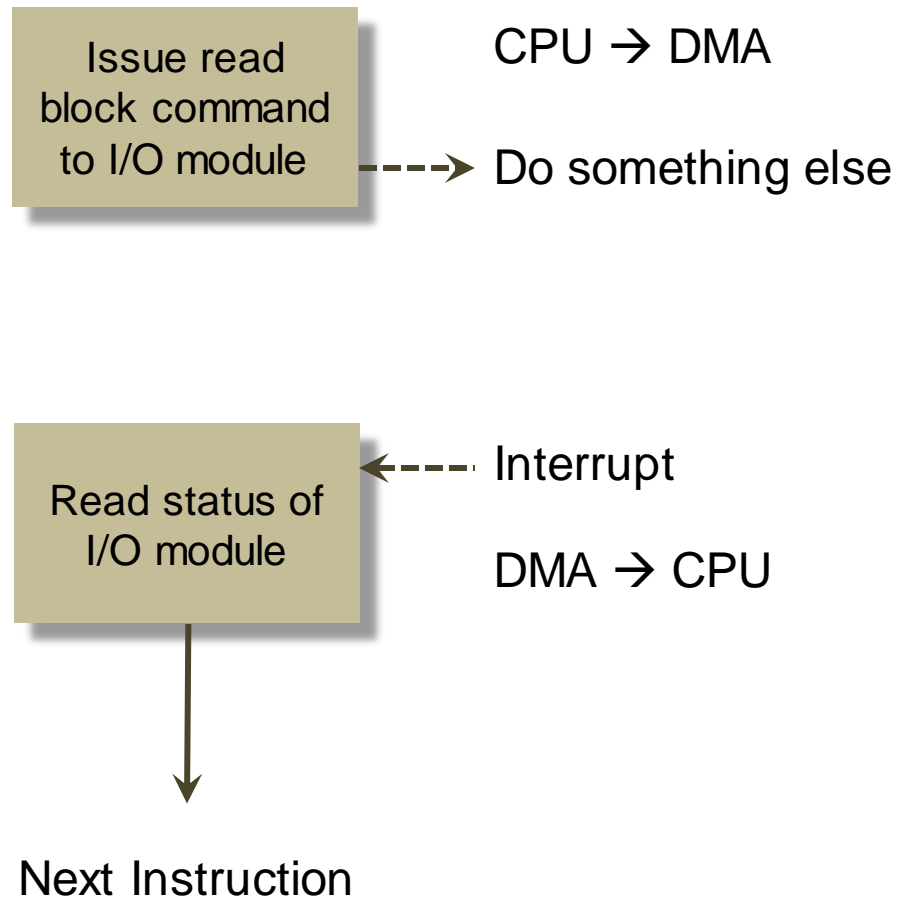 Issue read
block command
to I/O module
CPU → DMA
Do something else
Read status of
I/O module
Interrupt
DMA → CPU
Next Instruction